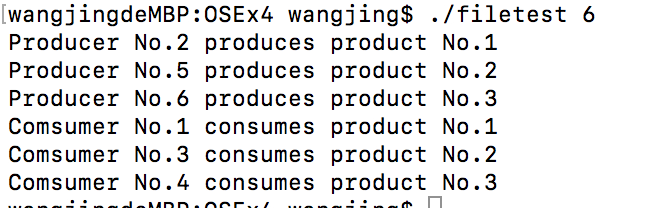 [wangjingdeMBP:OSEx4 wangjing$ ./filetest 6
Producer No.2 produces product No.1
Producer No.5 produces product No.2
Producer No.6 produces product No.3
Comsumer No.1 consumes product No.1
Comsumer No.3 consumes product No.2
Comsumer No.4 consumes product No.3
wangjingdeMBP:OSEx4 wangjing$